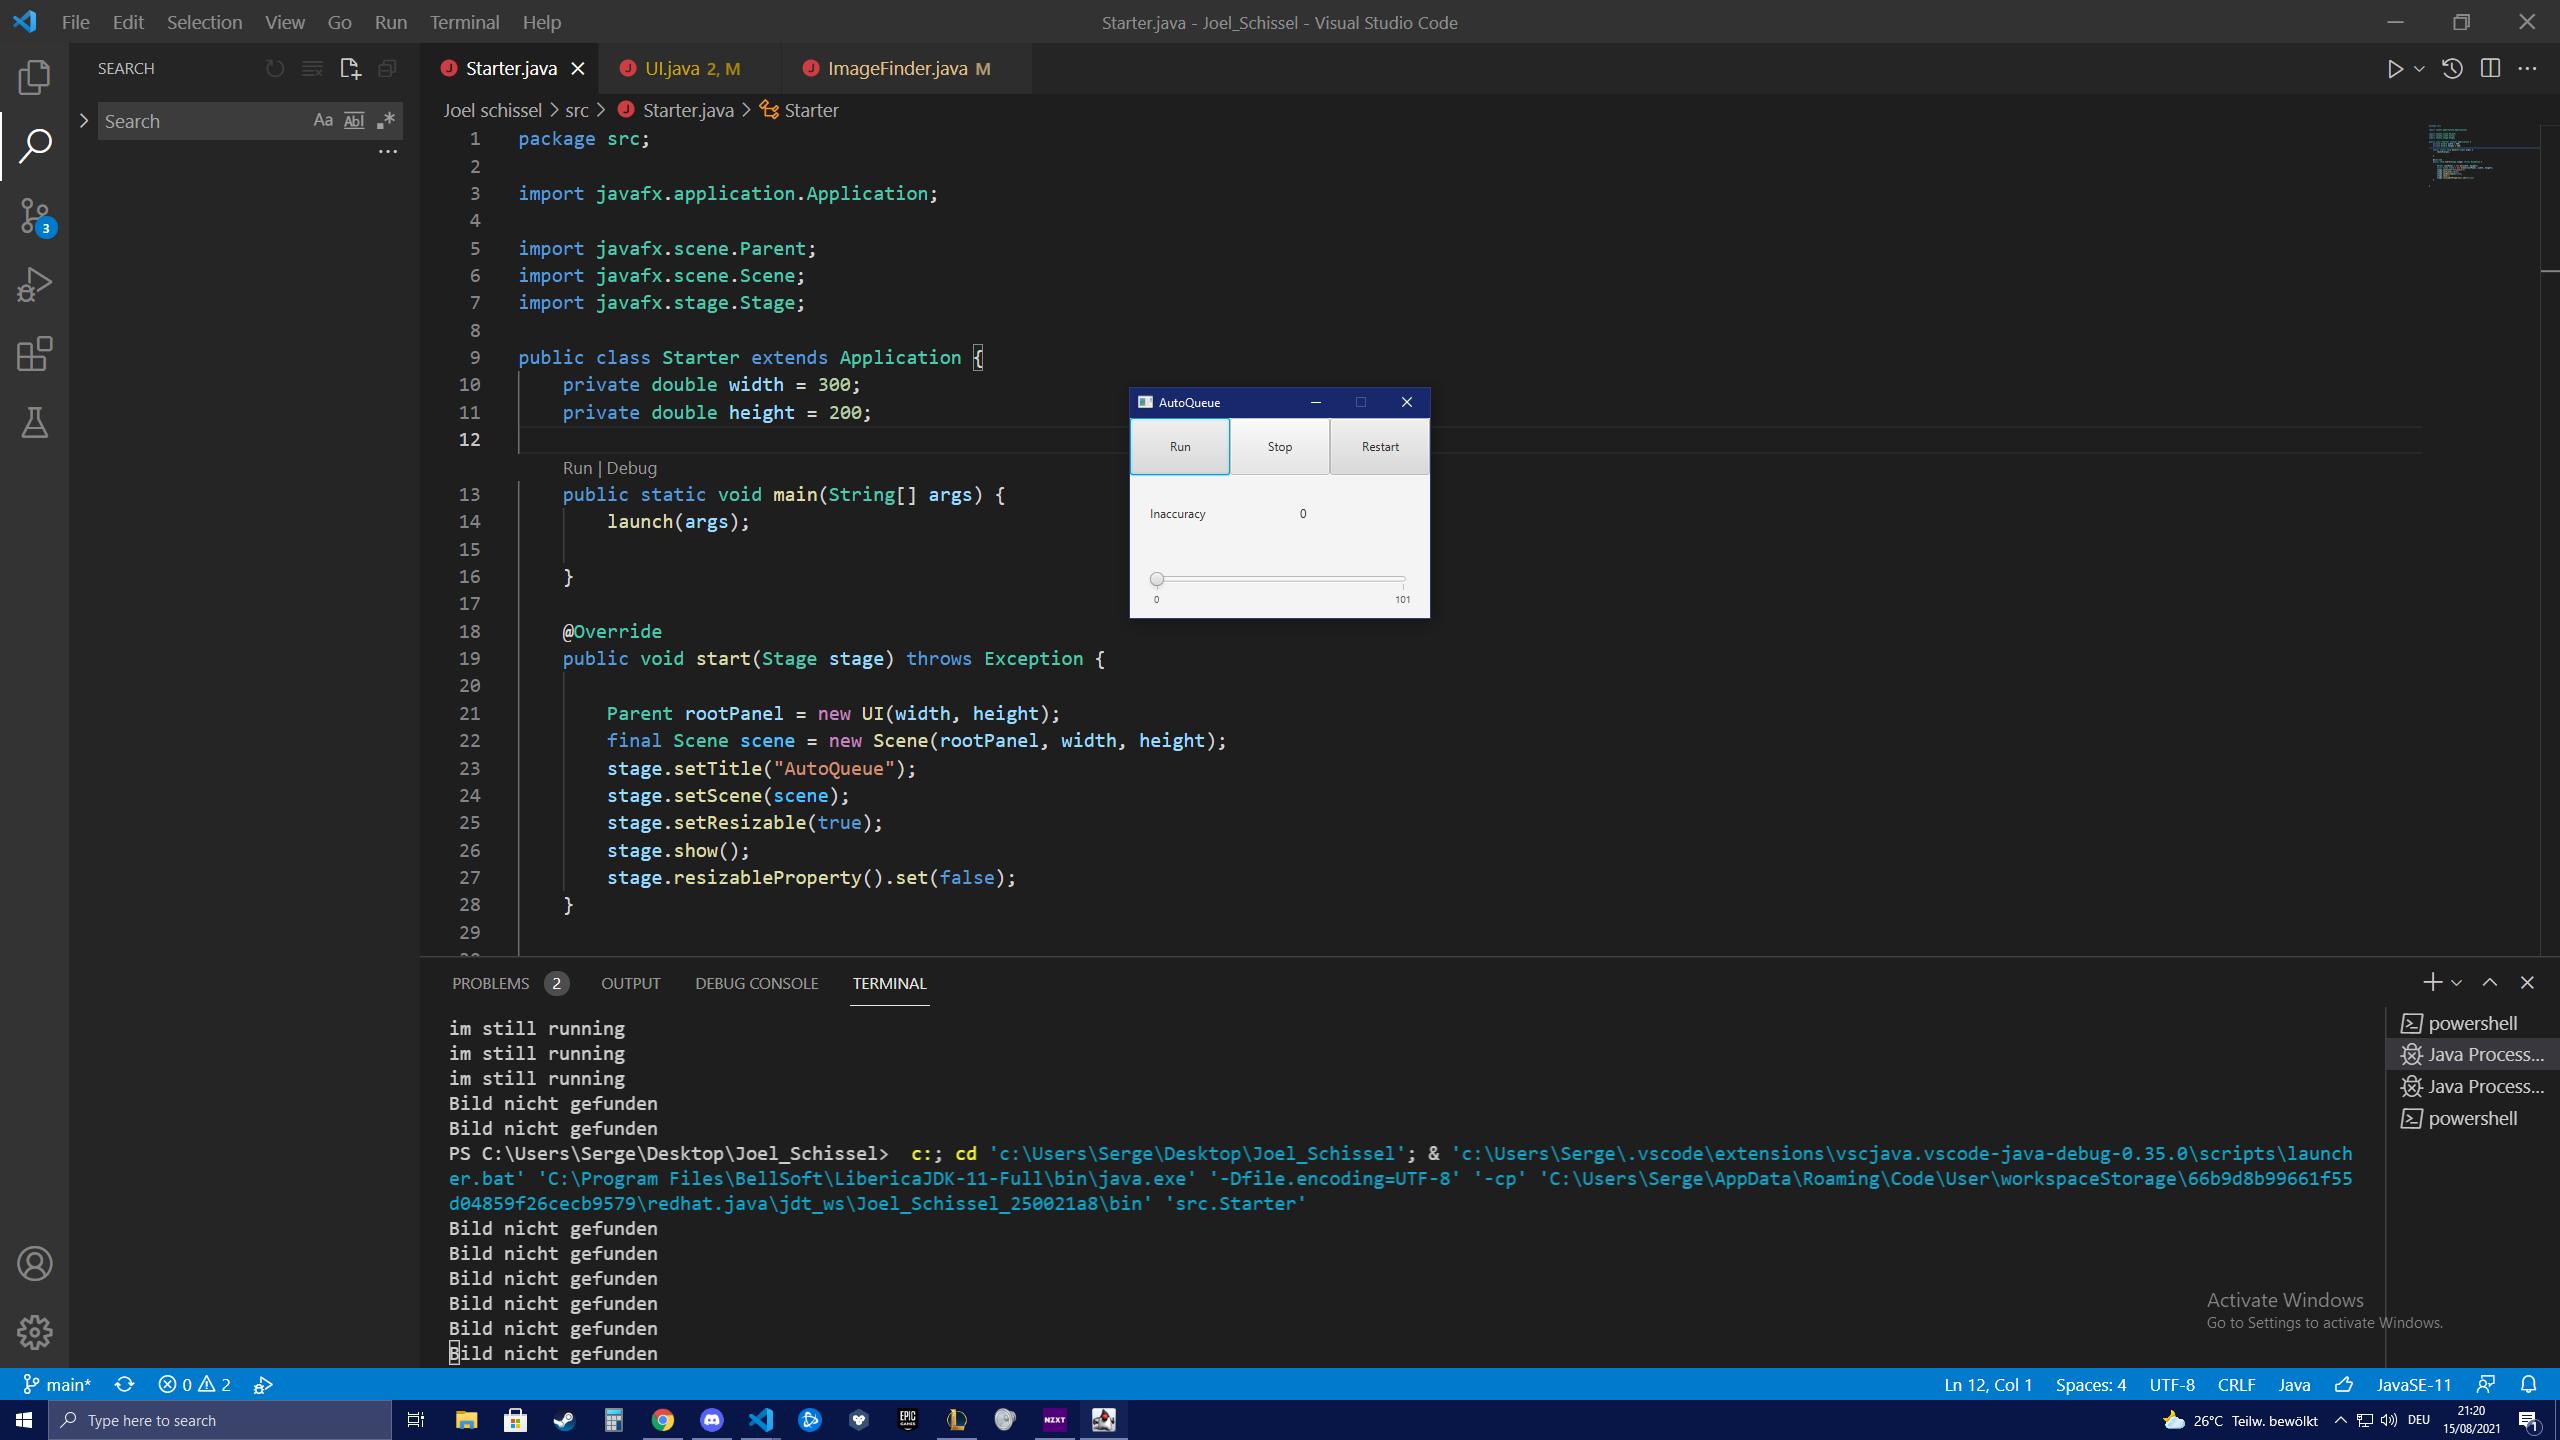 File Edit Selection View Go Run Terminal Help
Starter.java - Joel_Schissel - Visual Studio Code
SEARCH
Search
Aa Abl .*
3
Starter.java
UI.java 2, M
ImageFinder.java M
Joel schissel > src > Starter.java > Starter
1 package src;
2
3 import javafx.application.Application;
4
5 import javafx.scene.Parent;
6 import javafx.scene.Scene;
7 import javafx.stage.Stage;
8
9 public class Starter extends Application {
10 private double width = 300;
11 private double height = 200;
12
Run | Debug
13 public static void main(String[] args) {
14 launch(args);
15
16 }
17
18 @Override
19 public void start(Stage stage) throws Exception {
20
21 Parent rootPanel = new UI(width, height);
22 final Scene scene = new Scene(rootPanel, width, height);
23 stage.setTitle("AutoQueue");
24 stage.setScene(scene);
25 stage.setResizable(true);
26 stage.show();
27 stage.resizableProperty().set(false);
28 }
29
AutoQueue
Run Stop Restart
Inaccuracy 0
0 101
PROBLEMS 2 OUTPUT DEBUG CONSOLE TERMINAL
im still running
im still running
im still running
Bild nicht gefunden
Bild nicht gefunden
PS C:\Users\Serge\Desktop\Joel_Schissel> c:; cd 'c:\Users\Serge\Desktop\Joel_Schissel'; & 'c:\Users\Serge\.vscode\extensions\vscjava.vscode-java-debug-0.35.0\scripts\launch
er.bat' 'C:\Program Files\BellSoft\LibericaJDK-11-Full\bin\java.exe' '-Dfile.encoding=UTF-8' '-cp' 'C:\Users\Serge\AppData\Roaming\Code\User\workspaceStorage\66b9d8b99661f55
d04859f26cecb9579\redhat.java\jdt_ws\Joel_Schissel_250021a8\bin' 'src.Starter'
Bild nicht gefunden
Bild nicht gefunden
Bild nicht gefunden
Bild nicht gefunden
Bild nicht gefunden
Bild nicht gefunden
powershell
Java Process...
Java Process...
powershell
Activate Windows
Go to Settings to activate Windows.
main* 0 2
Ln 12, Col 1 Spaces: 4 UTF-8 CRLF Java JavaSE-11
Type here to search
EPIC GAMES
NZXT
26°C Teilw. bewölkt DEU
21:20
15/08/2021
1